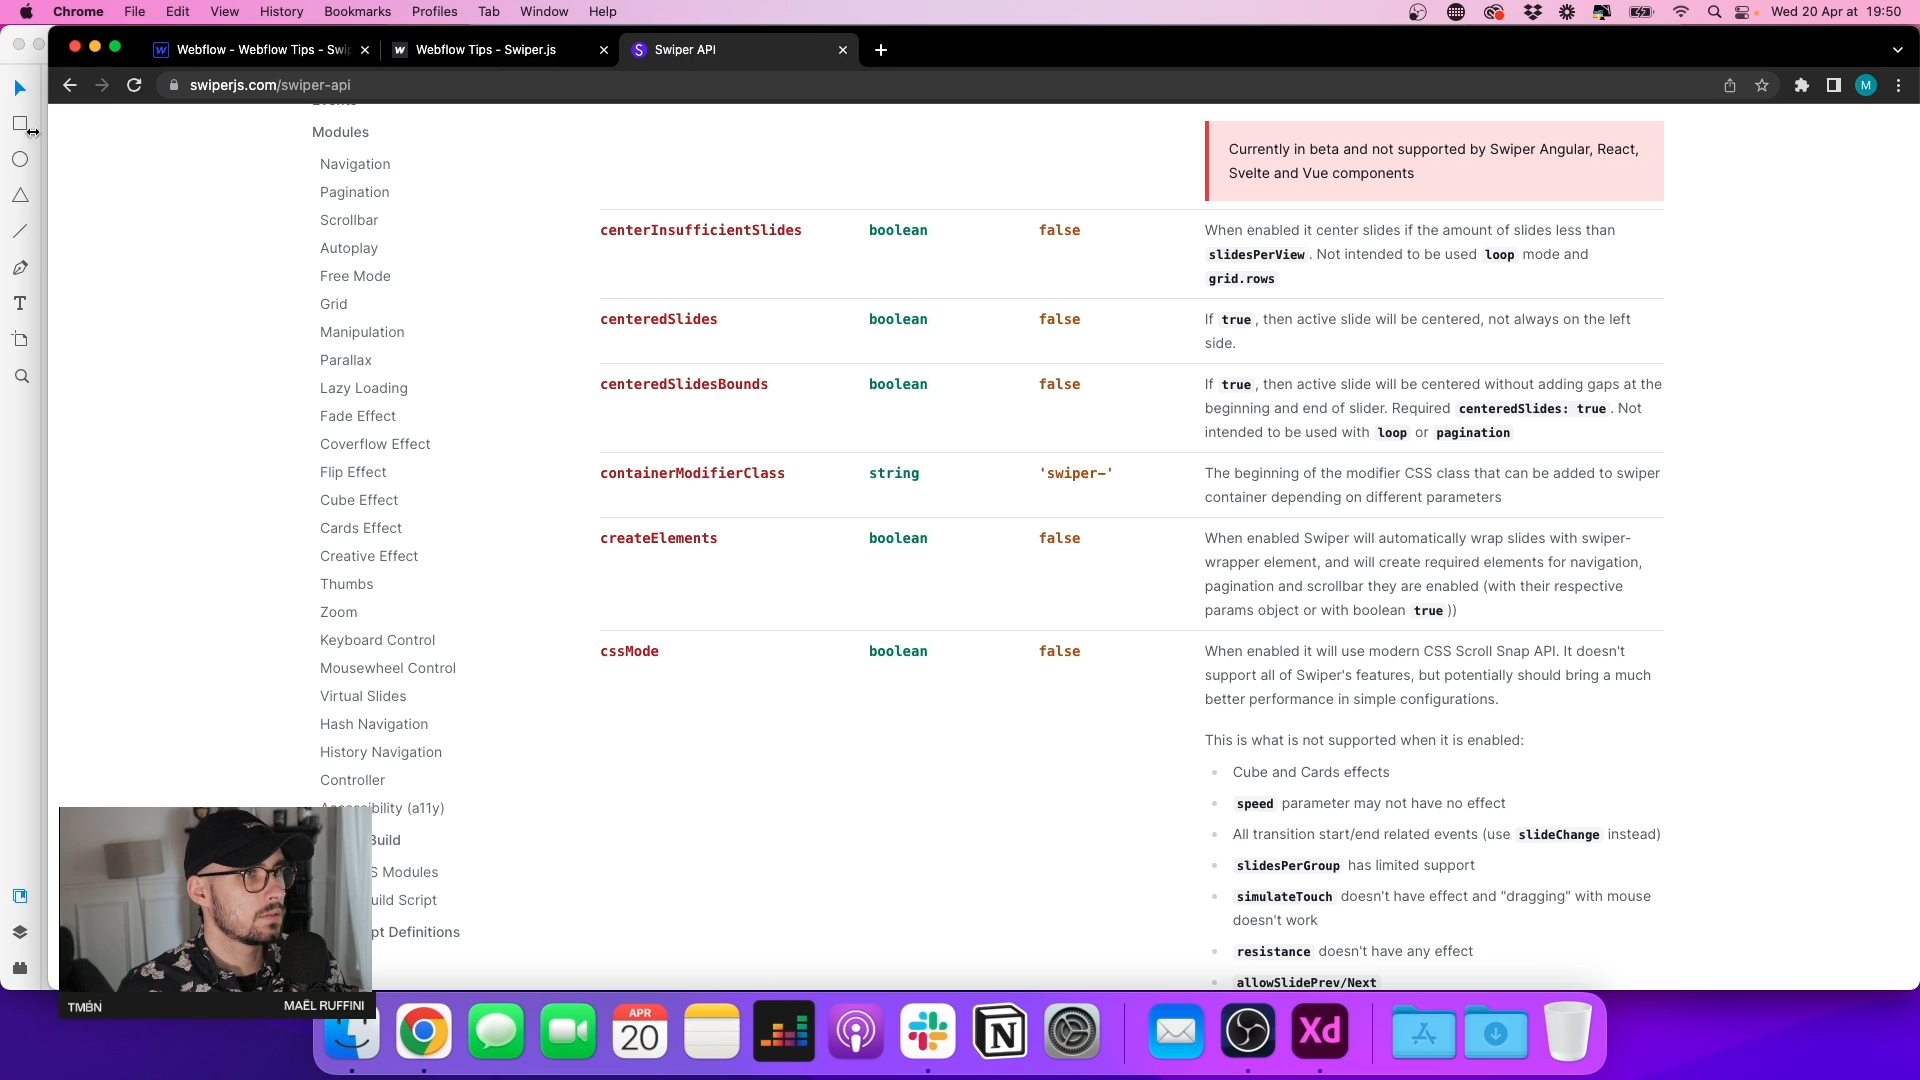 Chrome File Edit View History Bookmarks Profiles Tab Window Help
Wed 20 Apr at 19:50
Webflow - Webflow Tips - Swi
Webflow Tips - Swiper.js
Swiper API
swiperjs.com/swiper-api
M
Events
Modules
Navigation
Pagination
Scrollbar
Autoplay
Free Mode
Grid
Manipulation
Parallax
Lazy Loading
Fade Effect
Coverflow Effect
Flip Effect
Cube Effect
Cards Effect
Creative Effect
Thumbs
Zoom
Keyboard Control
Mousewheel Control
Virtual Slides
Hash Navigation
History Navigation
Controller
Accessibility (a11y)
Build
S Modules
uild Script
pt Definitions
Currently in beta and not supported by Swiper Angular, React,
Svelte and Vue components
centerInsufficientSlides boolean false When enabled it center slides if the amount of slides less than
slidesPerView. Not intended to be used loop mode and
grid.rows
centeredSlides boolean false If true, then active slide will be centered, not always on the left
side.
centeredSlidesBounds boolean false If true, then active slide will be centered without adding gaps at the
beginning and end of slider. Required centeredSlides: true. Not
intended to be used with loop or pagination
containerModifierClass string 'swiper-' The beginning of the modifier CSS class that can be added to swiper
container depending on different parameters
createElements boolean false When enabled Swiper will automatically wrap slides with swiper-
wrapper element, and will create required elements for navigation,
pagination and scrollbar they are enabled (with their respective
params object or with boolean true))
cssMode boolean false When enabled it will use modern CSS Scroll Snap API. It doesn't
support all of Swiper's features, but potentially should bring a much
better performance in simple configurations.
This is what is not supported when it is enabled:
Cube and Cards effects
speed parameter may not have no effect
All transition start/end related events (use slideChange instead)
slidesPerGroup has limited support
simulateTouch doesn't have effect and "dragging" with mouse
doesn't work
resistance doesn't have any effect
allowSlidePrev/Next
TMBN MAËL RUFFINI
APR
20
Xd